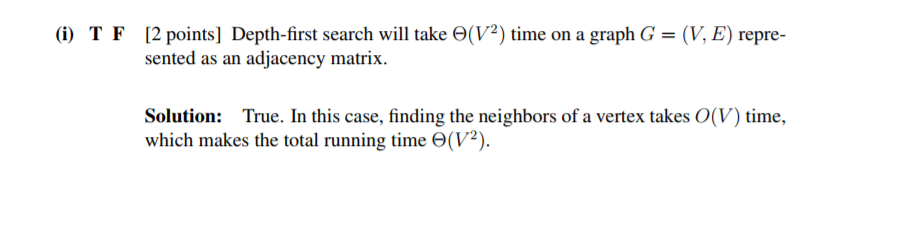 (i) T F [2 points] Depth-first search will take Θ(V²) time on a graph G = (V, E) repre-
sented as an adjacency matrix.
Solution: True. In this case, finding the neighbors of a vertex takes O(V) time,
which makes the total running time Θ(V²).